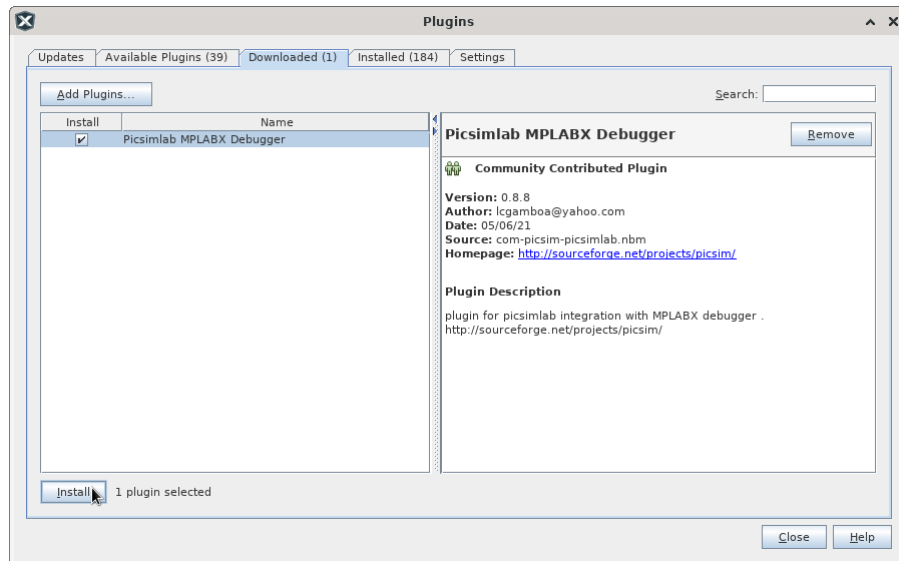 Plugins
Updates
Available Plugins (39)
Downloaded (1)
Installed (184)
Settings
Add Plugins...
Search:
Install
Name
Picsimlab MPLABX Debugger
Picsimlab MPLABX Debugger
Remove
Community Contributed Plugin
Version: 0.8.8
Author: lcgamboa@yahoo.com
Date: 05/06/21
Source: com-picsim-picsimlab.nbm
Homepage: http://sourceforge.net/projects/picsim/
Plugin Description
plugin for picsimlab integration with MPLABX debugger .
http://sourceforge.net/projects/picsim/
Install
1 plugin selected
Close
Help